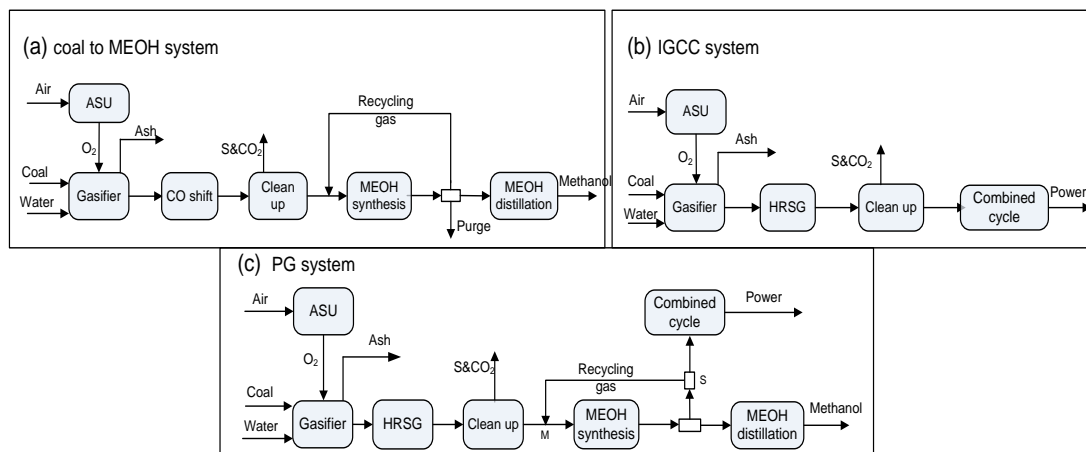 (a) coal to MEOH system
Air
ASU
Recycling
gas
O₂
Ash
S&CO₂
Coal
Water
Gasifier
CO shift
Clean
up
MEOH
synthesis
MEOH
distillation
Methanol
Purge
(b) IGCC system
Air
ASU
O₂
Ash
S&CO₂
Coal
Water
Gasifier
HRSG
Clean up
Combined
cycle
Power
(c) PG system
Air
ASU
Combined
cycle
Power
O₂
Ash
S&CO₂
Recycling
gas
S
Coal
Water
Gasifier
HRSG
Clean up
M
MEOH
synthesis
MEOH
distillation
Methanol